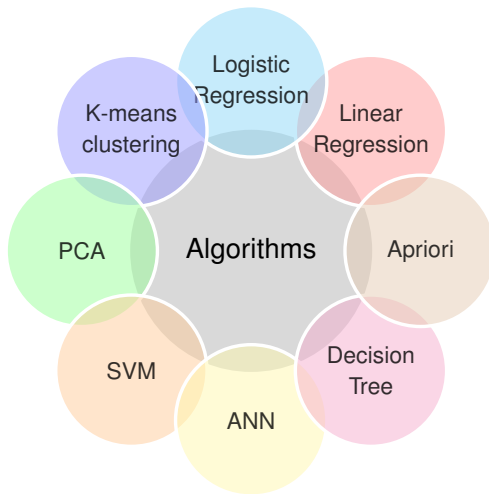 Logistic
Regression
K-means
clustering
Linear
Regression
PCA
Algorithms
Apriori
SVM
Decision
Tree
ANN